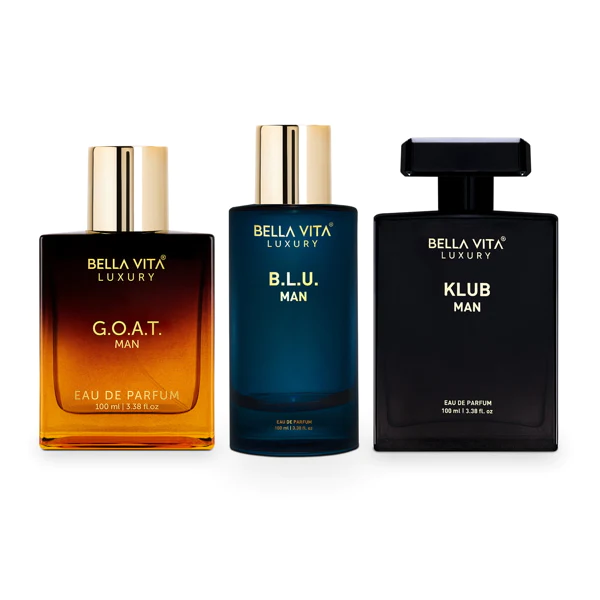 BELLA VITA®
LUXURY
G.O.A.T.
MAN
EAU DE PARFUM
100 ml | 3.38 fl.oz
BELLA VITA®
LUXURY
B.L.U.
MAN
EAU DE PARFUM
100 ml | 3.38 fl.oz
BELLA VITA®
LUXURY
KLUB
MAN
EAU DE PARFUM
100 ml | 3.38 fl.oz